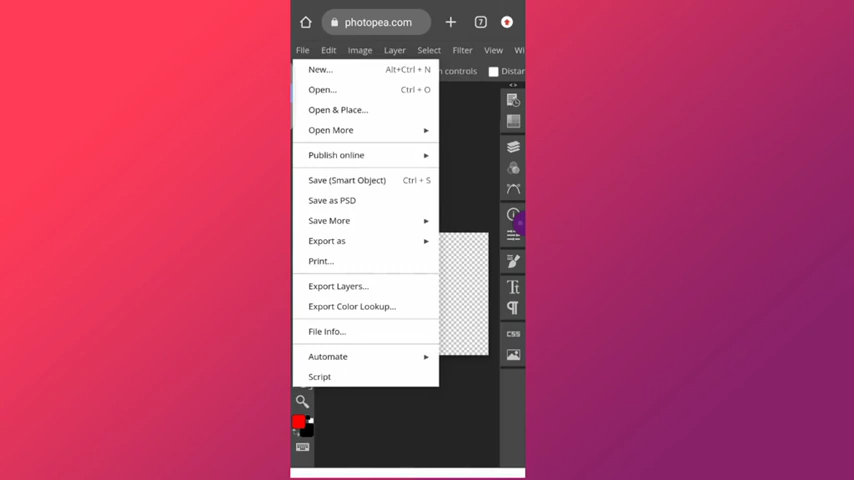 photopea.com
7
File Edit Image Layer Select Filter View Wi
New... Alt+Ctrl + N
controls Distar
Open... Ctrl + O
Open & Place...
Open More
Publish online
Save (Smart Object) Ctrl + S
Save as PSD
Save More
Export as
Print...
Export Layers...
Export Color Lookup...
File Info...
CSS
Automate
Script